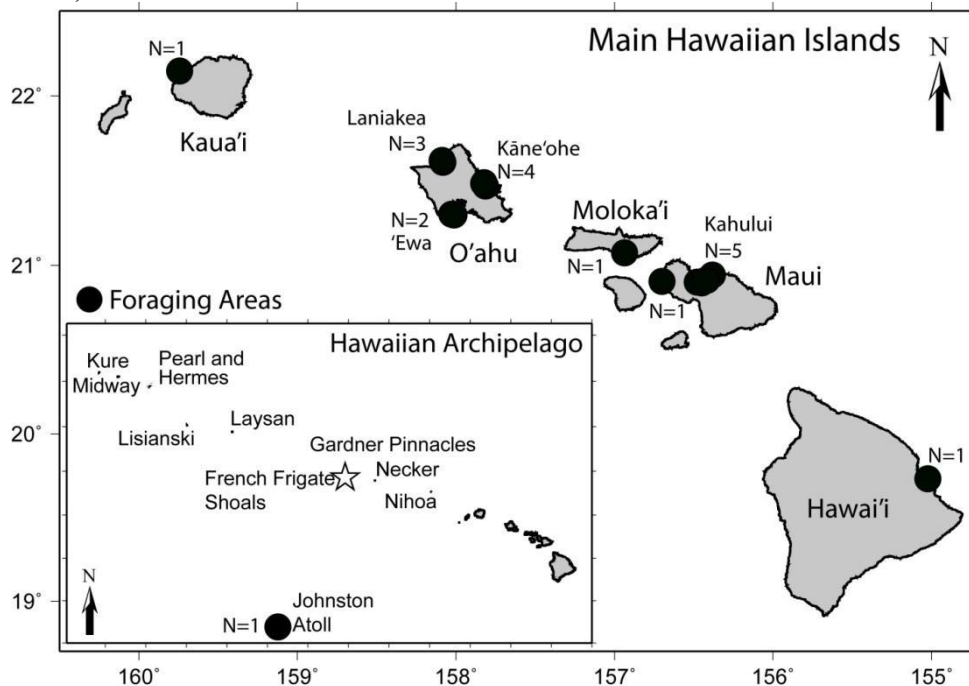 Main Hawaiian Islands
N
N=1
22°
Kaua'i
Laniakea
N=3
Kāne'ohe
N=4
N=2
'Ewa
O'ahu
Moloka'i
N=1
Kahului
N=5
Maui
N=1
21°
Foraging Areas
Hawaiian Archipelago
Kure
Midway
Pearl and
Hermes
Lisianski
Laysan
Gardner Pinnacles
French Frigate
Shoals
Necker
Nihoa
20°
N=1
Hawai'i
N
19°
N=1
Johnston
Atoll
160°
159°
158°
157°
156°
155°